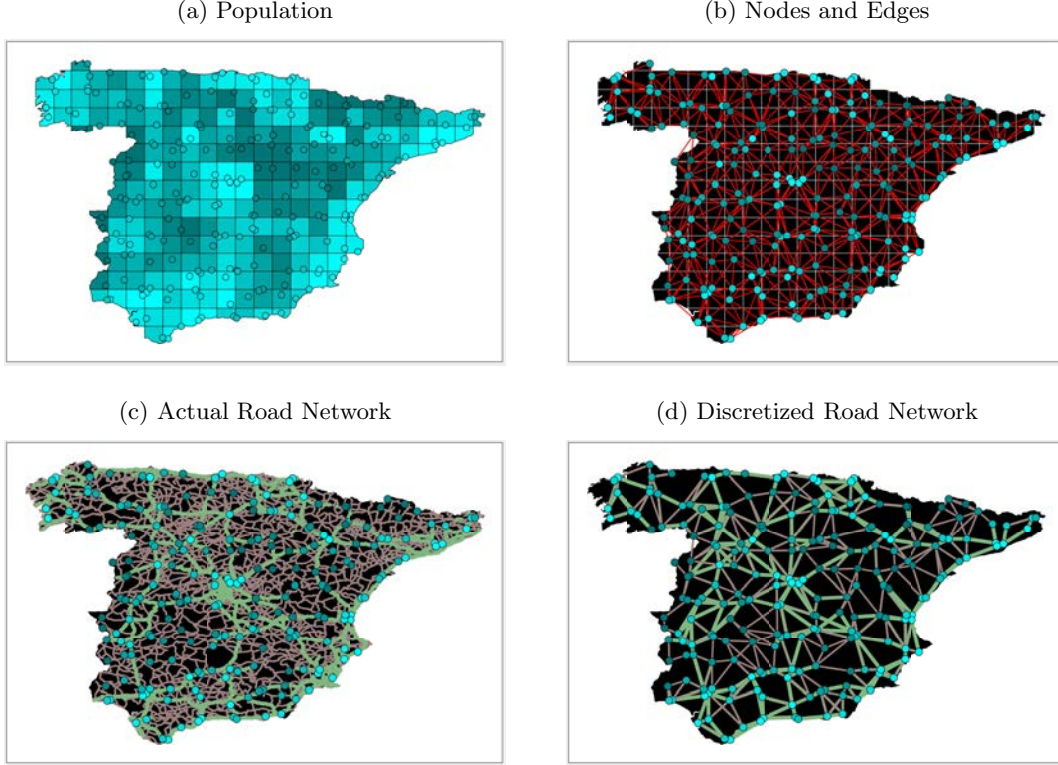 (a) Population
(b) Nodes and Edges
(c) Actual Road Network
(d) Discretized Road Network